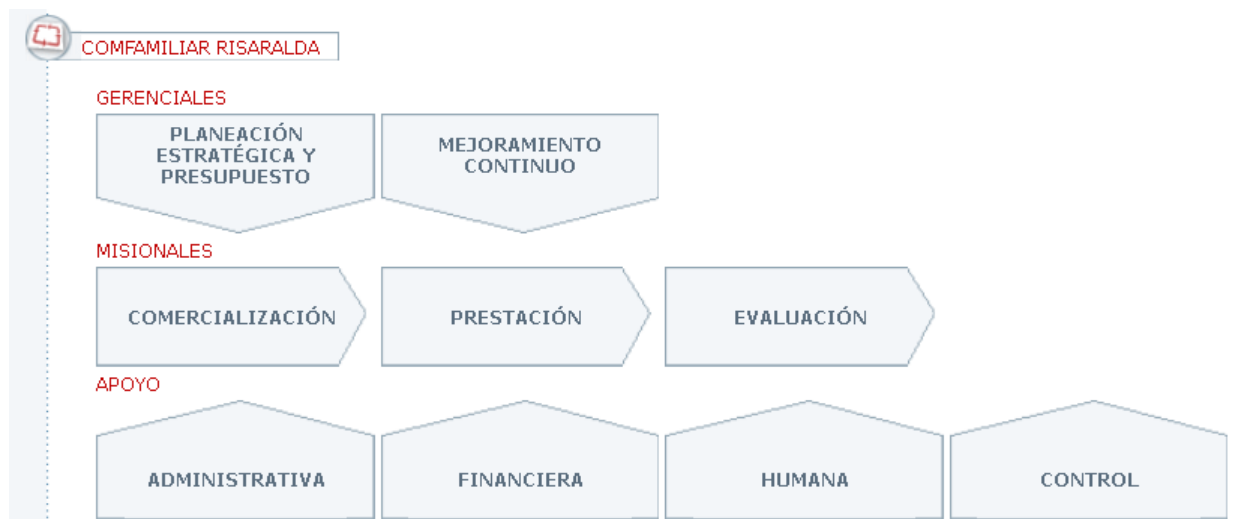 COMFAMILIAR RISARALDA
GERENCIALES
PLANEACIÓN
ESTRATÉGICA Y
PRESUPUESTO
MEJORAMIENTO
CONTINUO
MISIONALES
COMERCIALIZACIÓN
PRESTACIÓN
EVALUACIÓN
APOYO
ADMINISTRATIVA
FINANCIERA
HUMANA
CONTROL